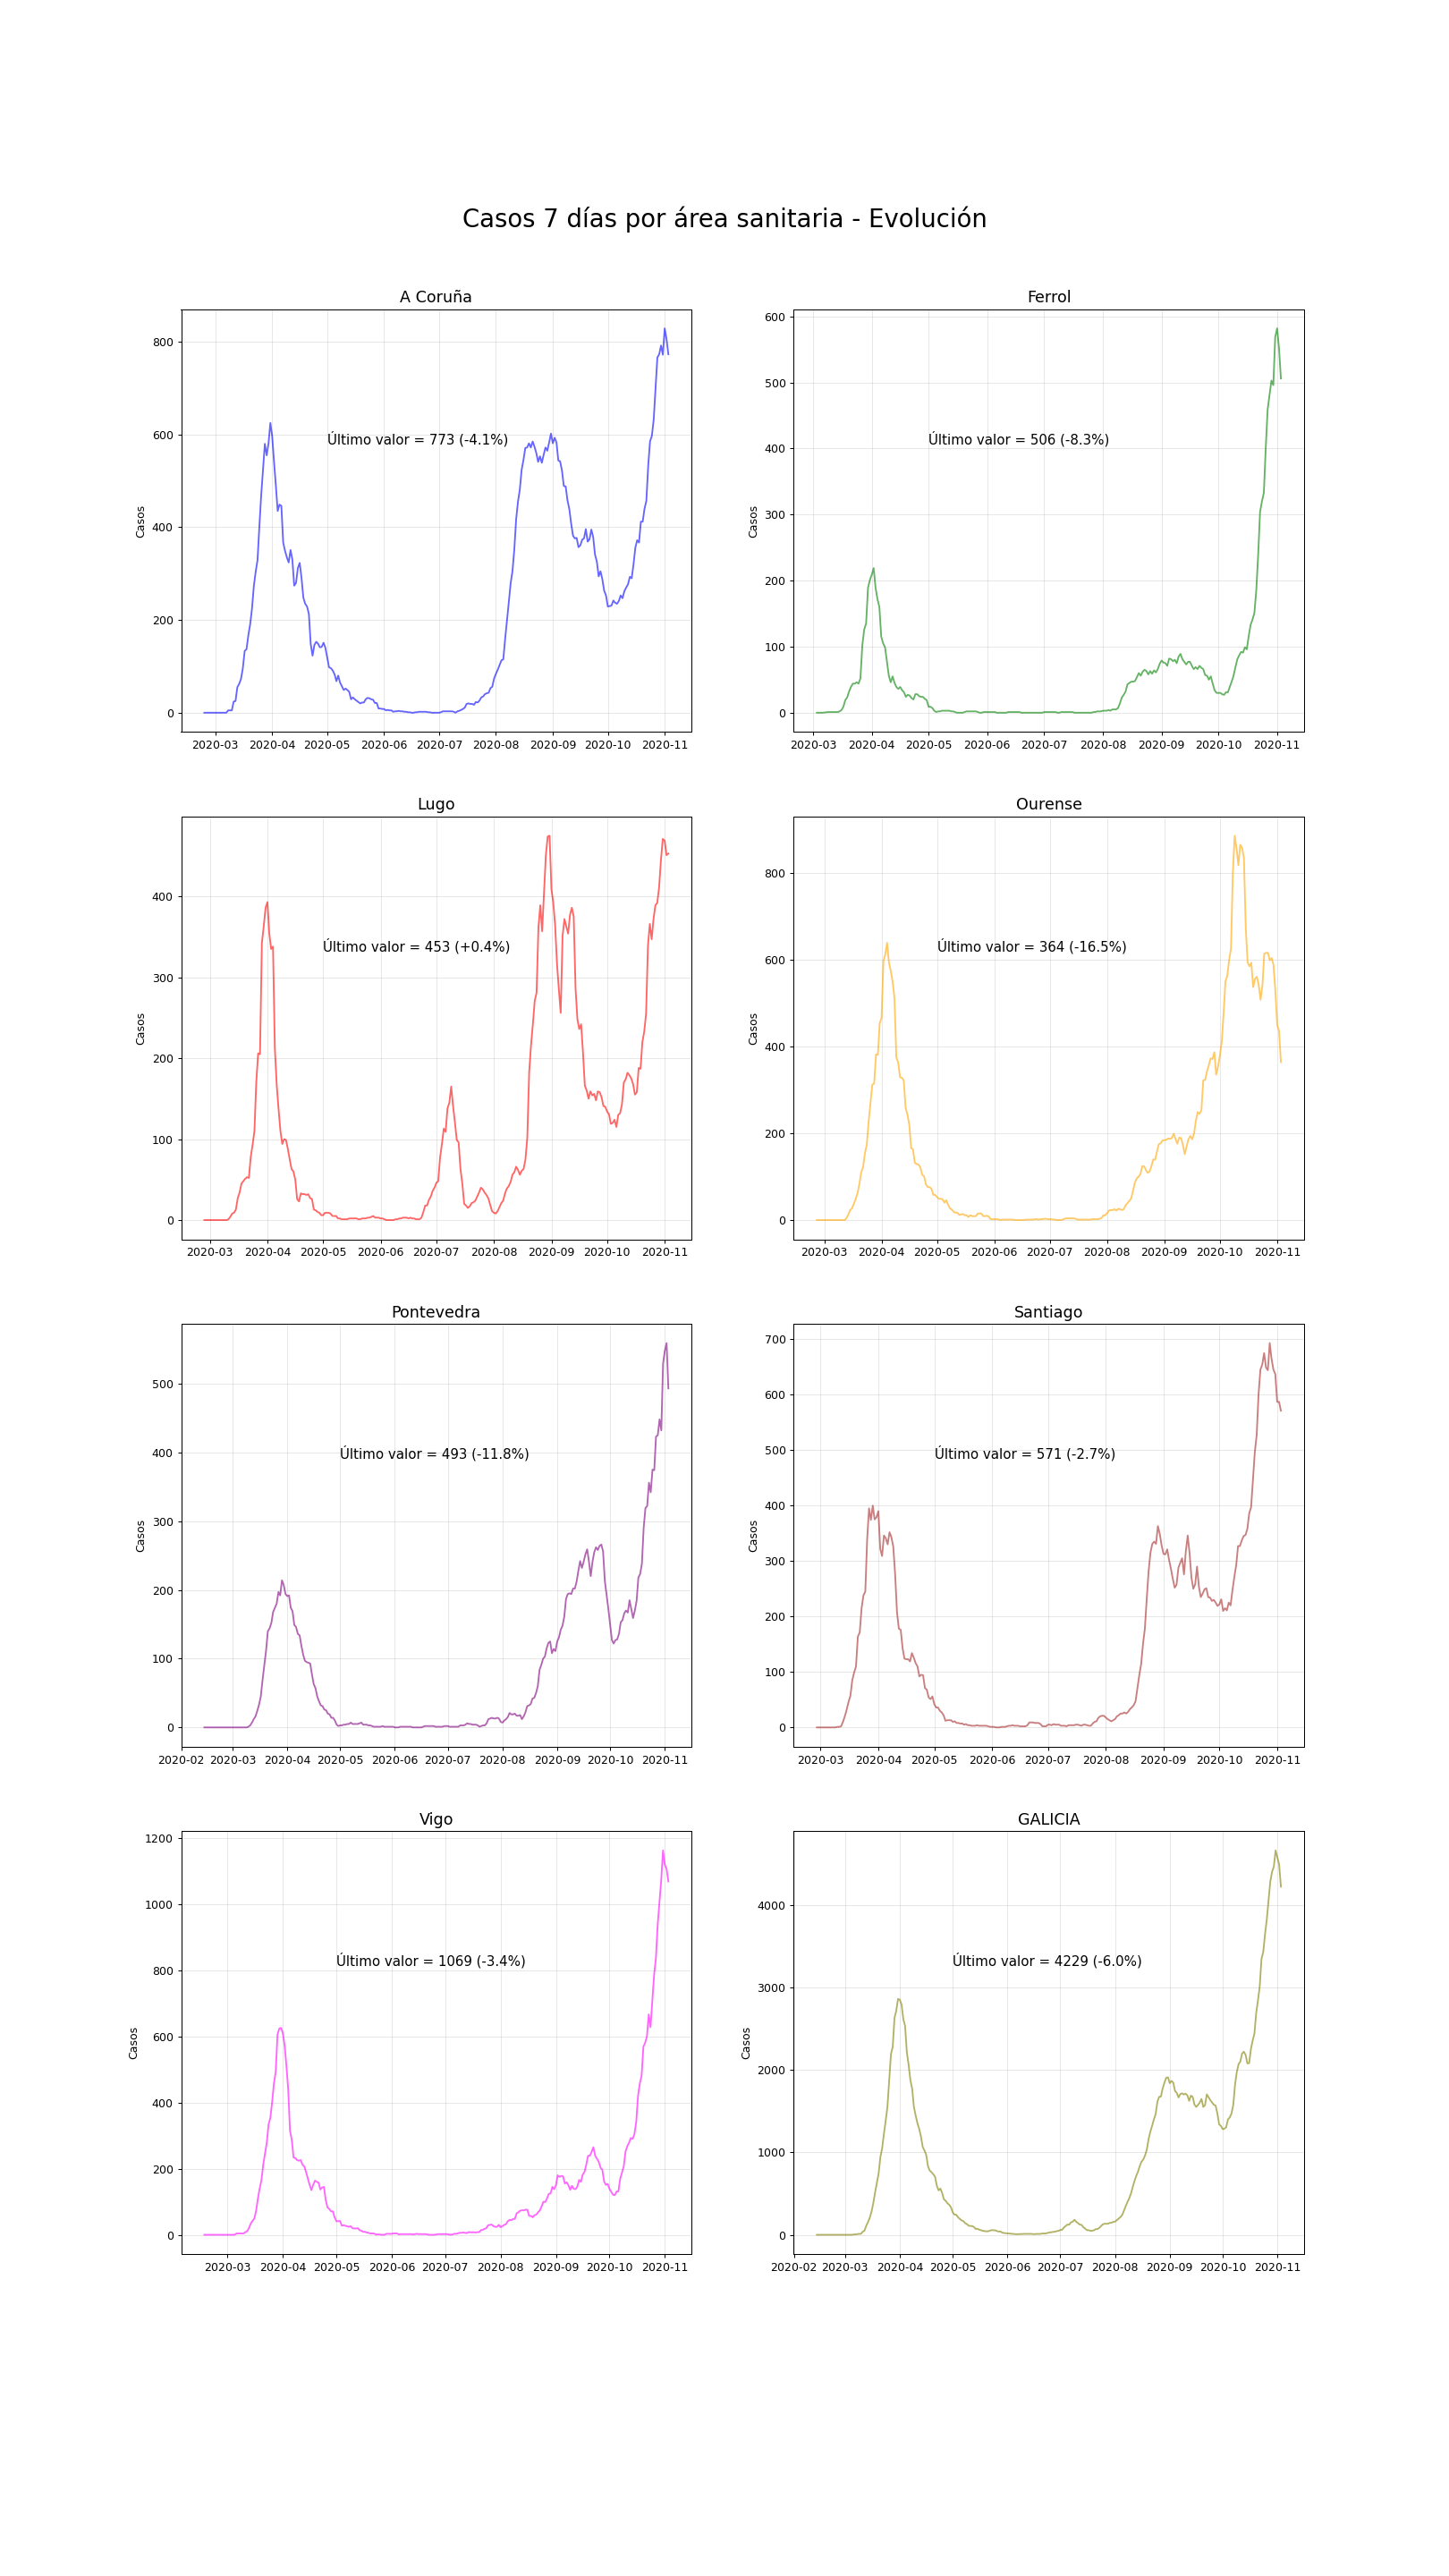 Casos 7 días por área sanitaria - Evolución
A Coruña
800
600
400
200
0
Casos
Último valor = 773 (-4.1%)
2020-03 2020-04 2020-05 2020-06 2020-07 2020-08 2020-09 2020-10 2020-11
Ferrol
600
500
400
300
200
100
0
Casos
Último valor = 506 (-8.3%)
2020-03 2020-04 2020-05 2020-06 2020-07 2020-08 2020-09 2020-10 2020-11
Lugo
400
300
200
100
0
Casos
Último valor = 453 (+0.4%)
2020-03 2020-04 2020-05 2020-06 2020-07 2020-08 2020-09 2020-10 2020-11
Ourense
800
600
400
200
0
Casos
Último valor = 364 (-16.5%)
2020-03 2020-04 2020-05 2020-06 2020-07 2020-08 2020-09 2020-10 2020-11
Pontevedra
500
400
300
200
100
0
Casos
Último valor = 493 (-11.8%)
2020-02 2020-03 2020-04 2020-05 2020-06 2020-07 2020-08 2020-09 2020-10 2020-11
Santiago
700
600
500
400
300
200
100
0
Casos
Último valor = 571 (-2.7%)
2020-03 2020-04 2020-05 2020-06 2020-07 2020-08 2020-09 2020-10 2020-11
Vigo
1200
1000
800
600
400
200
0
Casos
Último valor = 1069 (-3.4%)
2020-03 2020-04 2020-05 2020-06 2020-07 2020-08 2020-09 2020-10 2020-11
GALICIA
4000
3000
2000
1000
0
Casos
Último valor = 4229 (-6.0%)
2020-02 2020-03 2020-04 2020-05 2020-06 2020-07 2020-08 2020-09 2020-10 2020-11